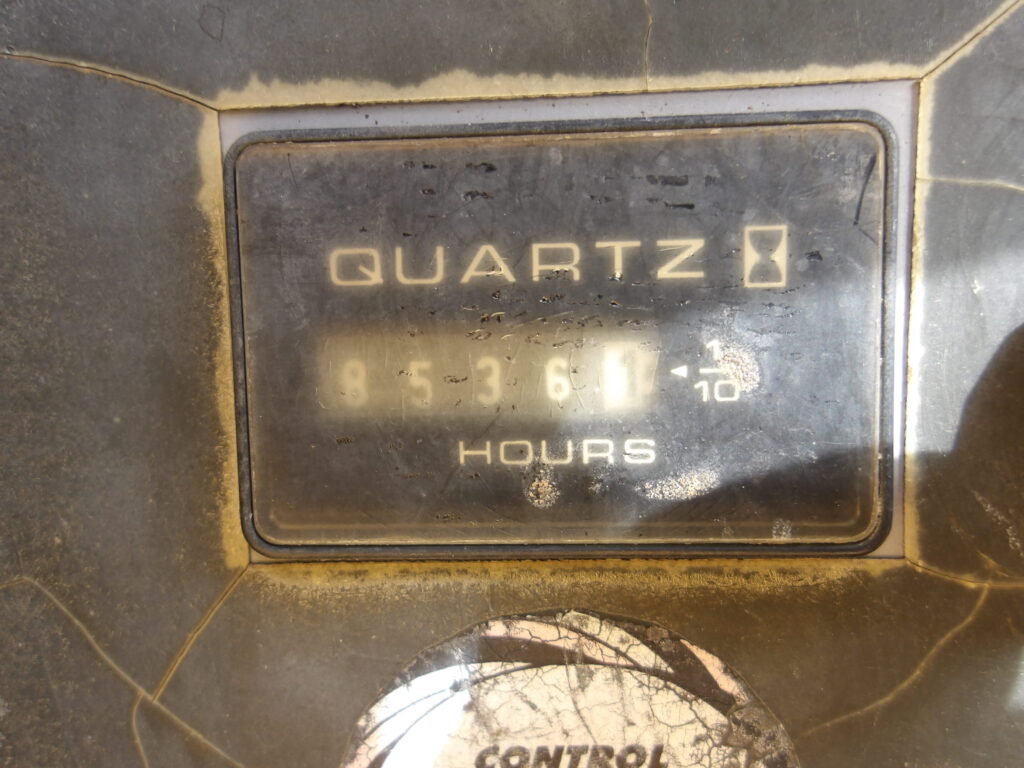 QUARTZ
8 5 3 6 1 1/10
HOURS
CONTROL